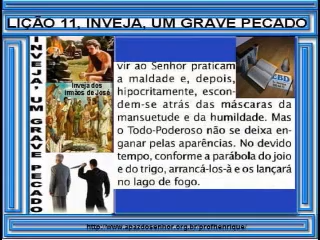 LIÇÃO 11, INVEJA, UM GRAVE PECADO
INVEJA, UM GRAVE PECADO
Inveja dos
irmãos de José
vir ao Senhor praticam
a maldade e, depois,
hipocritamente, escon-
dem-se atrás das máscaras da
mansuetude e da humildade. Mas
o Todo-Poderoso não se deixa en-
ganar pelas aparências. No devido
tempo, conforme a parábola do joio
e do trigo, arrancá-los-à e os lançará
no lago de fogo.
EBD
http://www.apazdosenhor.org.br/profhenrique/